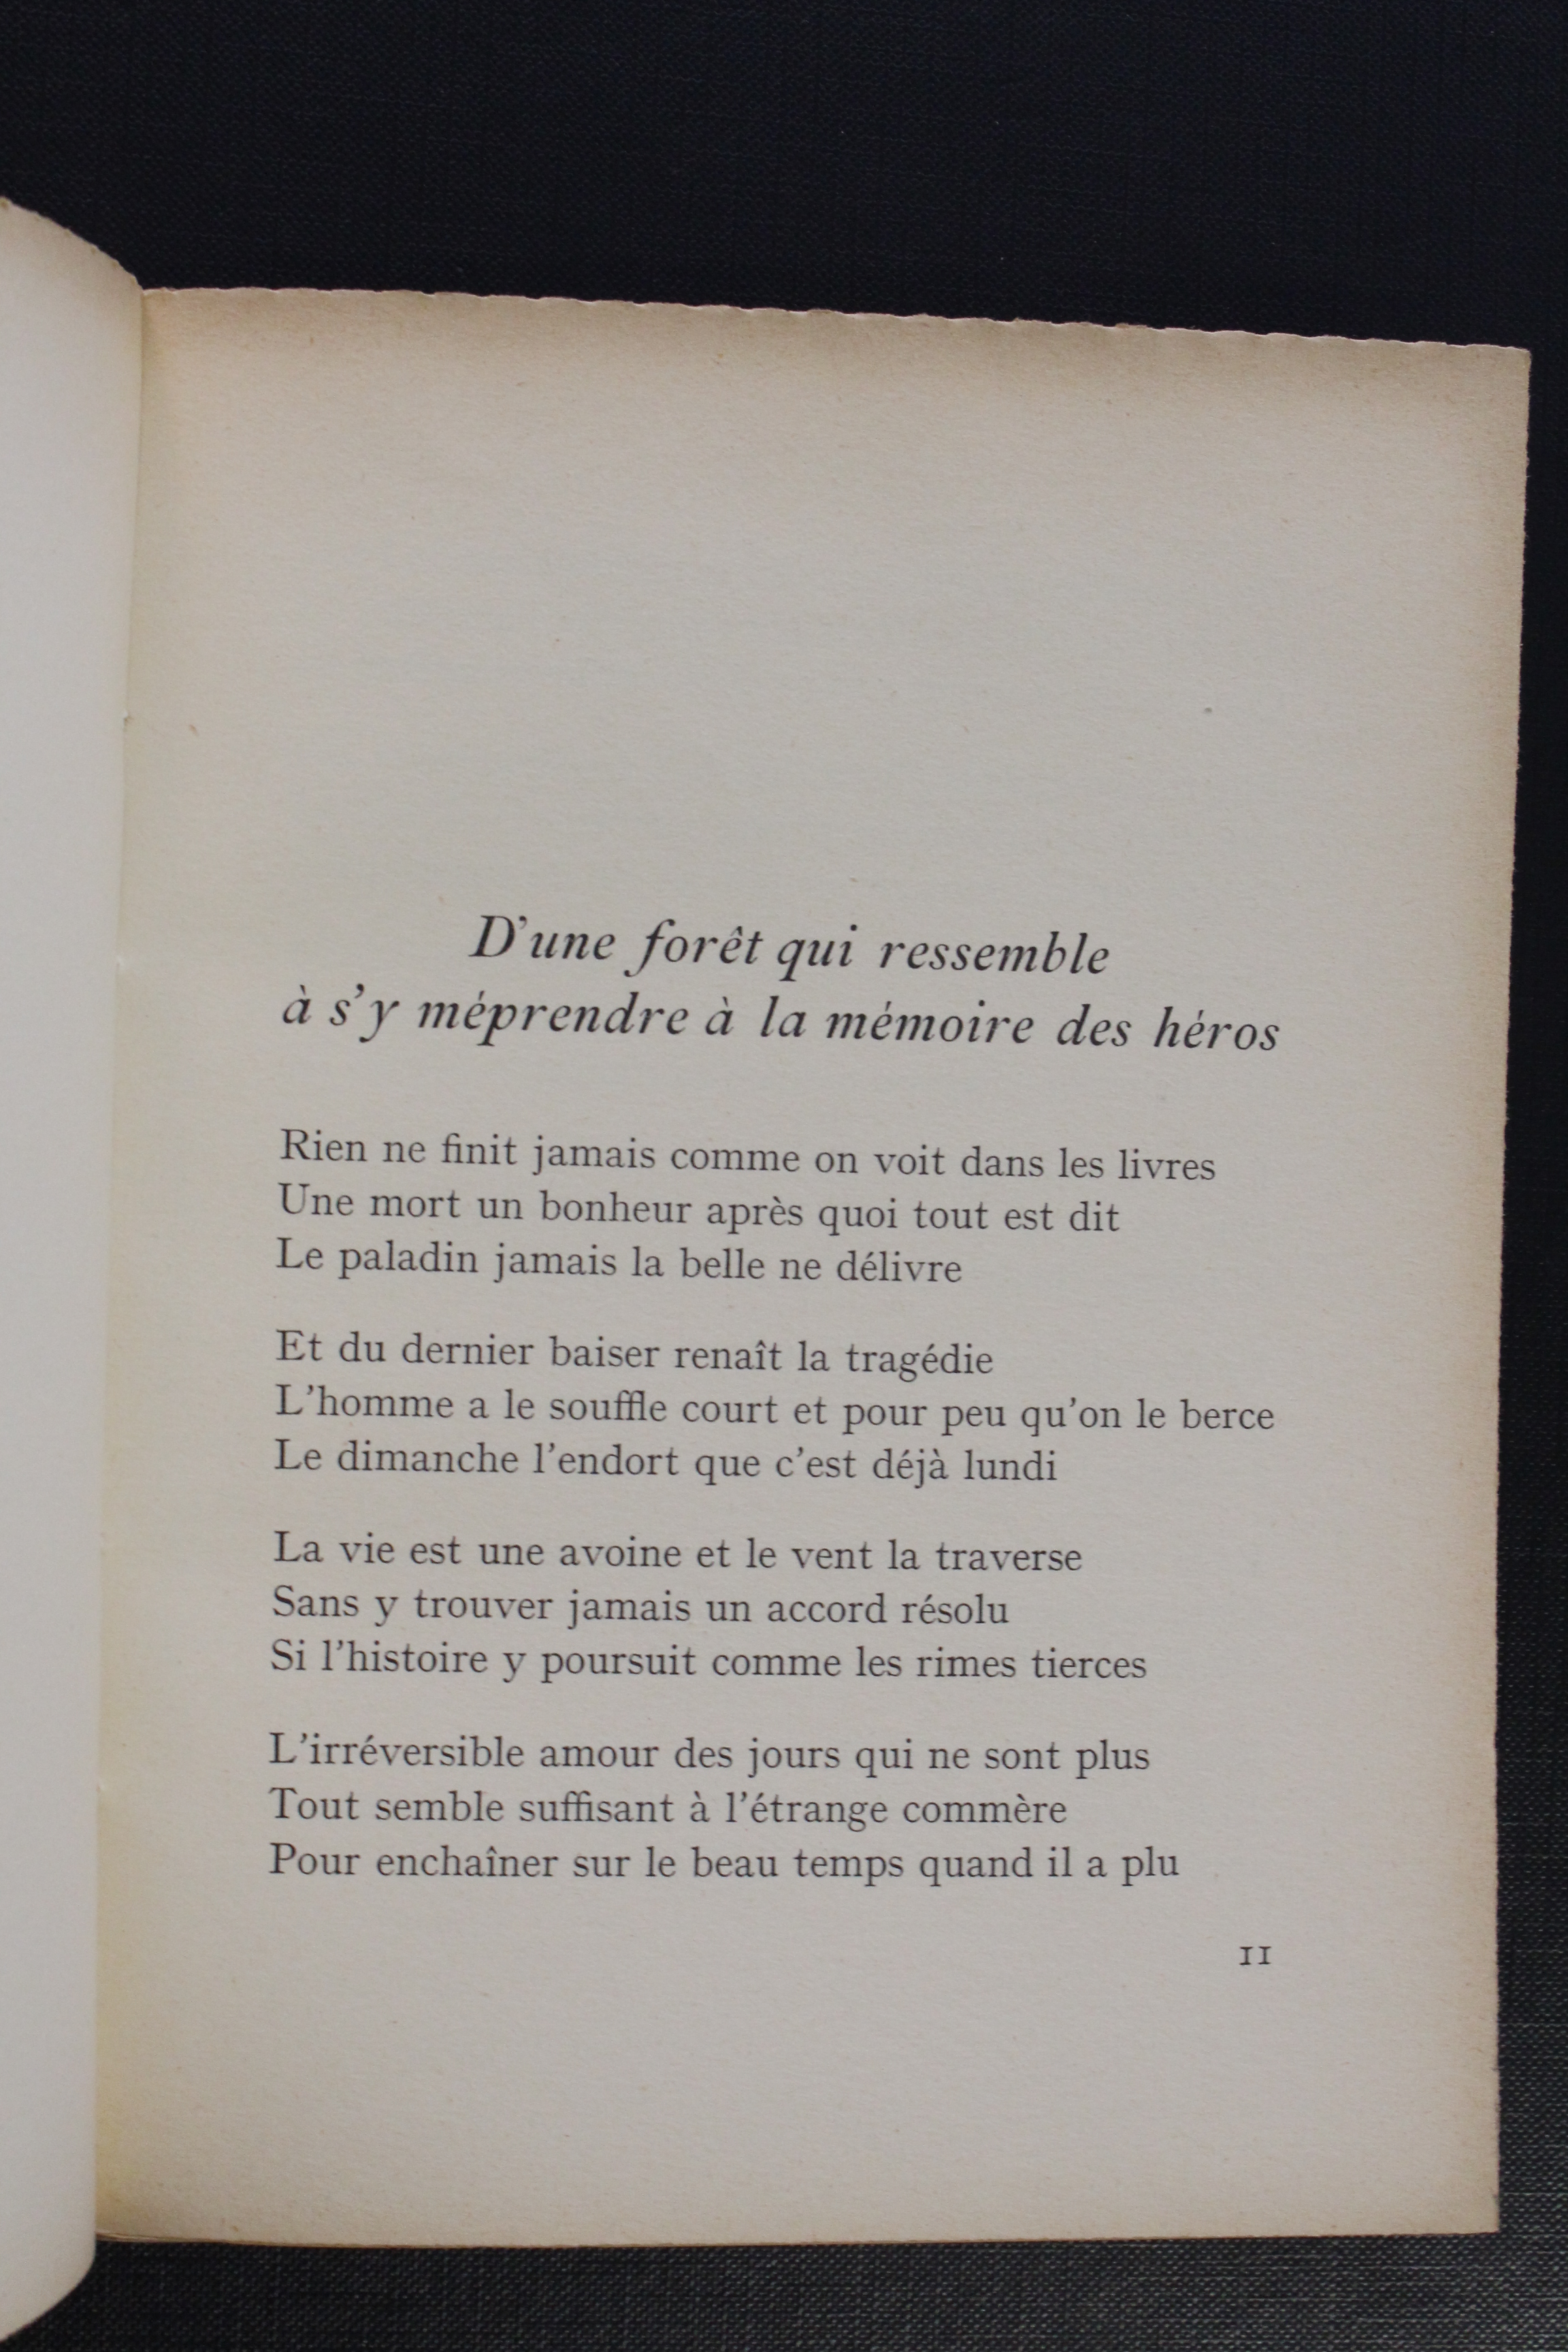 D'une forêt qui ressemble
à s'y méprendre à la mémoire des héros
Rien ne finit jamais comme on voit dans les livres
Une mort un bonheur après quoi tout est dit
Le paladin jamais la belle ne délivre
Et du dernier baiser renaît la tragédie
L'homme a le souffle court et pour peu qu'on le berce
Le dimanche l'endort que c'est déjà lundi
La vie est une avoine et le vent la traverse
Sans y trouver jamais un accord résolu
Si l'histoire y poursuit comme les rimes tierces
L'irréversible amour des jours qui ne sont plus
Tout semble suffisant à l'étrange commère
Pour enchaîner sur le beau temps quand il a plu
11